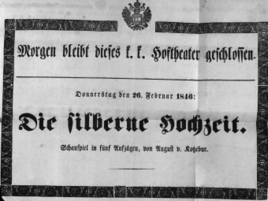 Morgen bleibt dieses k. k. Hoftheater geschlossen.
Donnerstag den 26. Februar 1846:
Die silberne Hochzeit.
Schauspiel in fünf Aufzügen, von August v. Kotzebue.